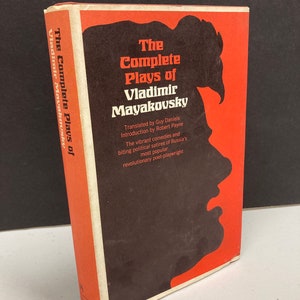 The Complete Plays of
Vladimir Mayakovsky
The
Complete
Plays of
Vladimir
Mayakovsky
Translated by Guy Daniels
Introduction by Robert Payne
The vibrant comedies and
biting political satires of Russia's
most popular
revolutionary poet-playwright